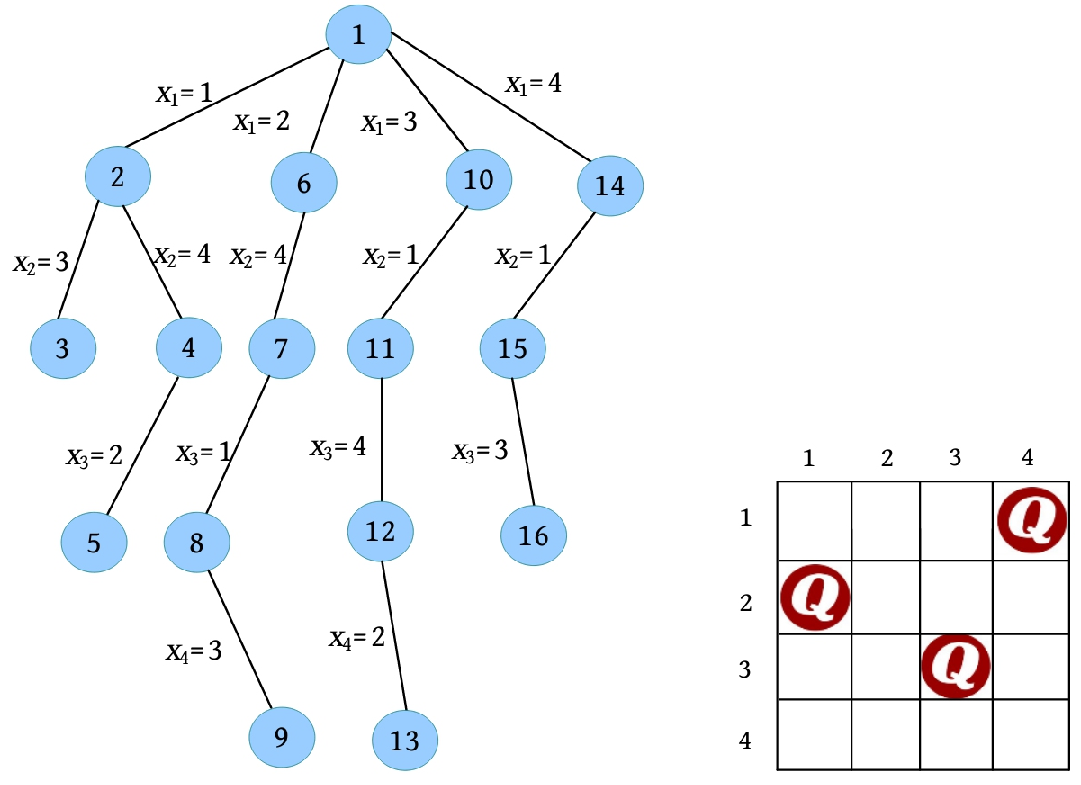 1
x₁= 1
x₁= 2
x₁= 3
x₁= 4
2
6
10
14
x₂= 3
x₂= 4
x₂= 4
x₂= 1
x₂= 1
3
4
7
11
15
x₃= 2
x₃= 1
x₃= 4
x₃= 3
5
8
12
16
x₄= 3
x₄= 2
9
13
1 2 3 4
1 Q
2 Q
3 Q
4